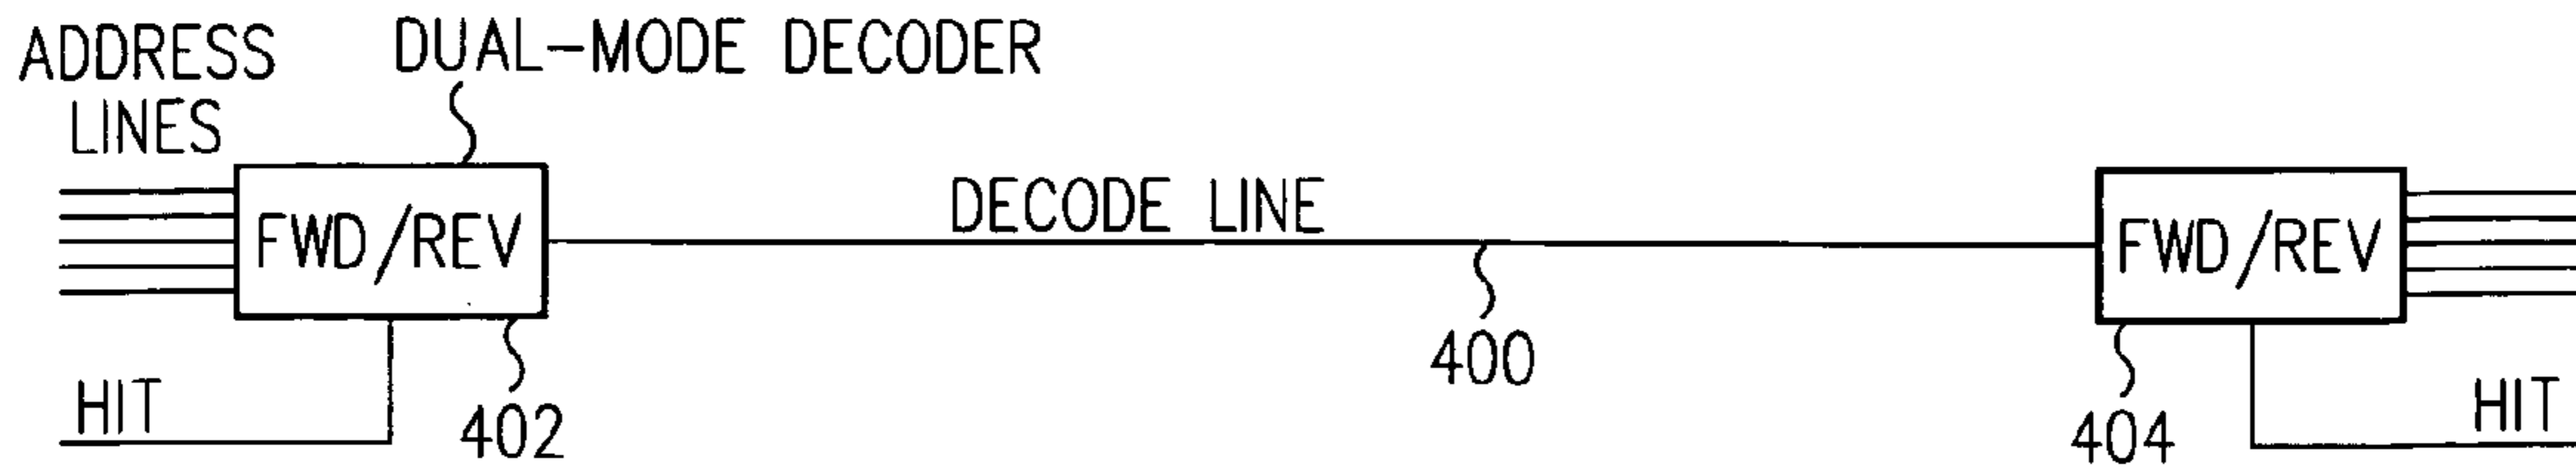 ADDRESS
LINES
DUAL-MODE DECODER
FWD/REV
DECODE LINE
FWD/REV
400
HIT
402
404
HIT